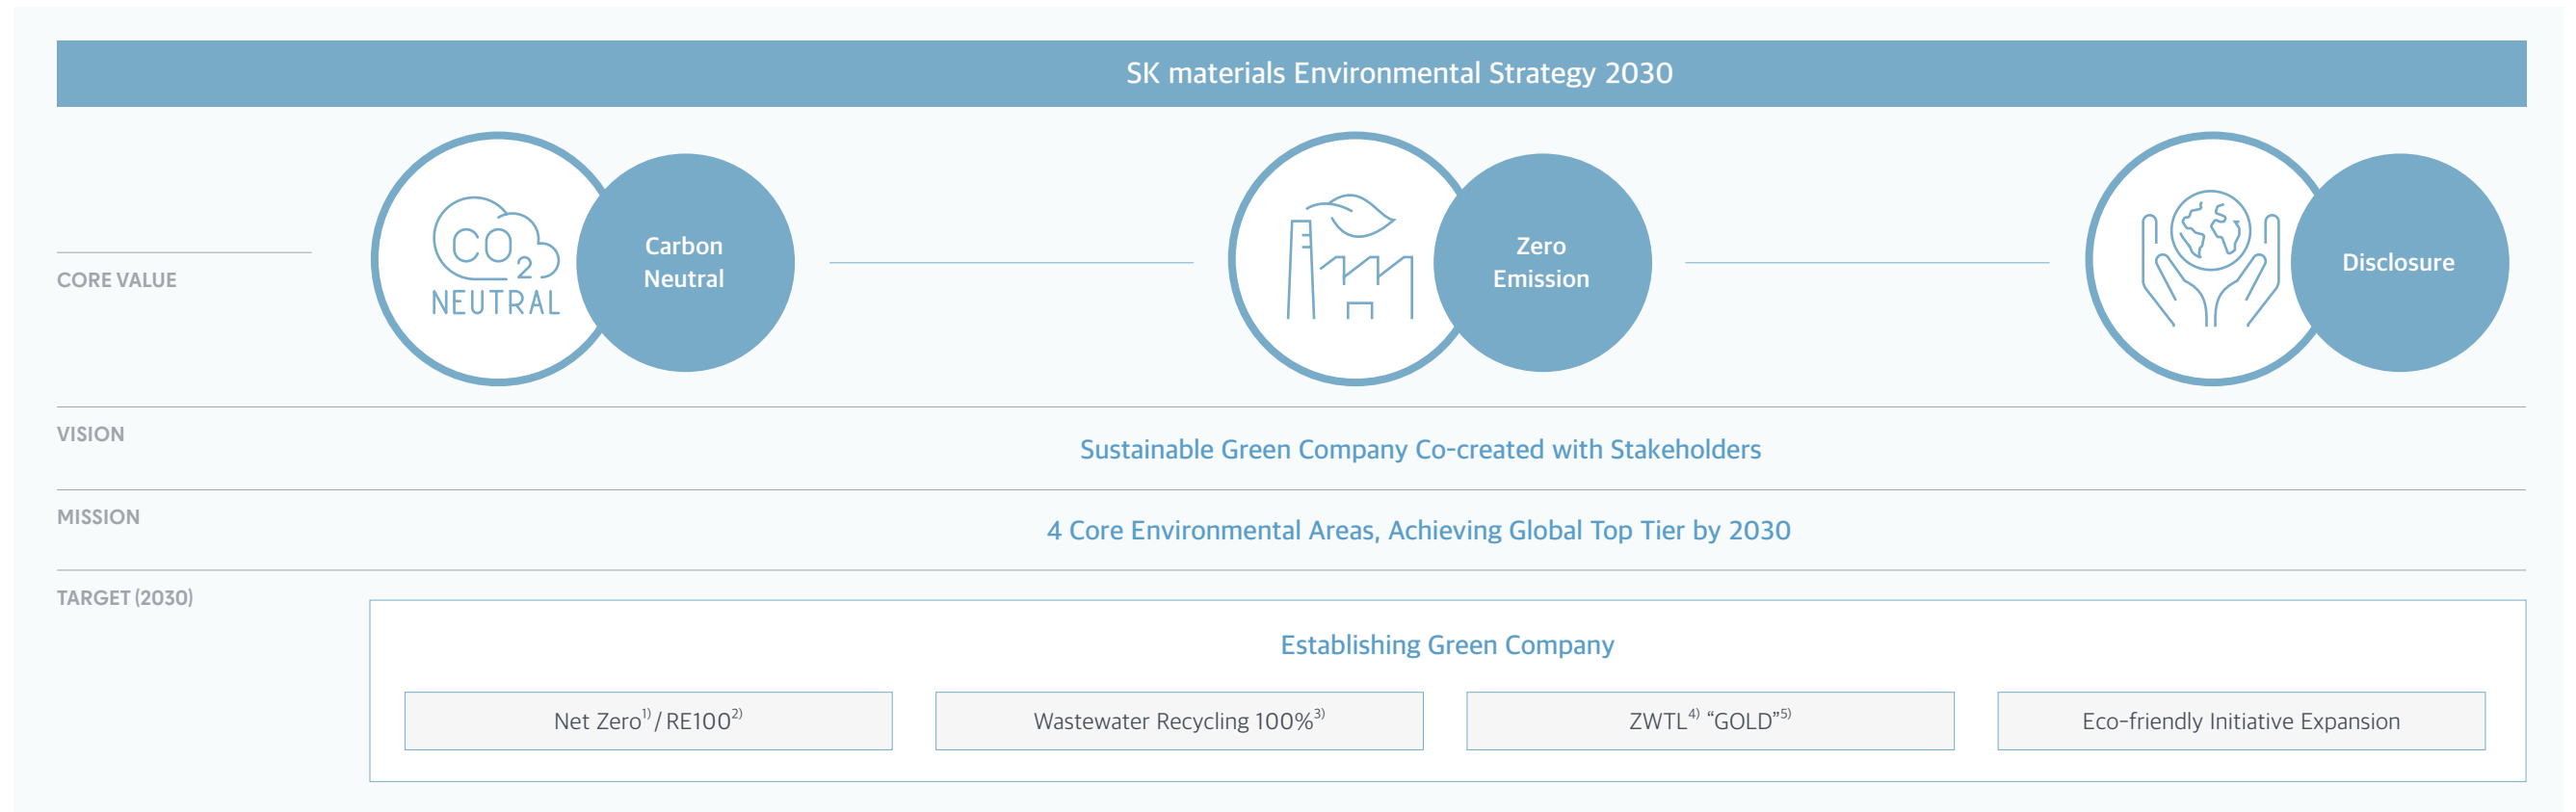 SK materials Environmental Strategy 2030
CORE VALUE
CO2
NEUTRAL
Carbon
Neutral
Zero
Emission
Disclosure
VISION
Sustainable Green Company Co-created with Stakeholders
MISSION
4 Core Environmental Areas, Achieving Global Top Tier by 2030
TARGET (2030)
Establishing Green Company
Net Zero1) / RE1002)
Wastewater Recycling 100%3)
ZWTL4) “GOLD”5)
Eco-friendly Initiative Expansion